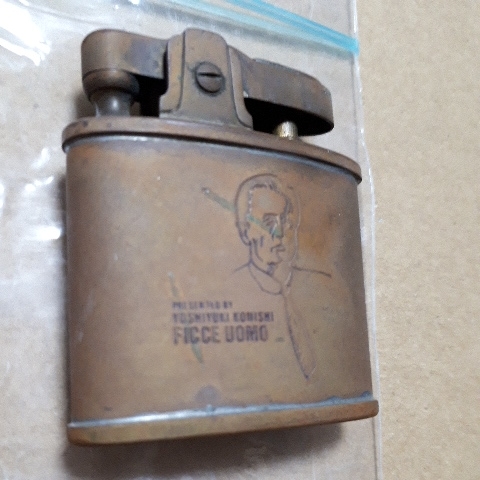 PRESENTED BY
YOSHIYUKI KONISHI
FICCE UOMO